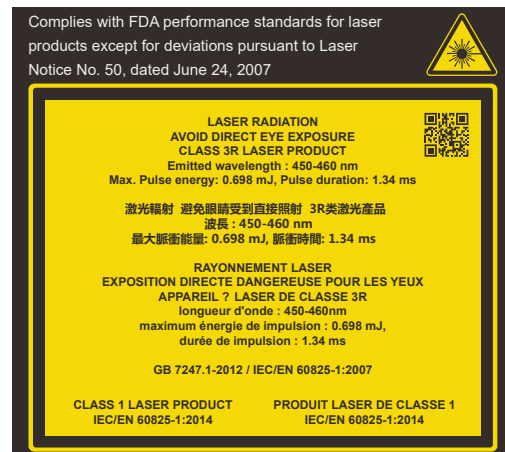 Complies with FDA performance standards for laser
products except for deviations pursuant to Laser
Notice No. 50, dated June 24, 2007
LASER RADIATION
AVOID DIRECT EYE EXPOSURE
CLASS 3R LASER PRODUCT
Emitted wavelength : 450-460 nm
Max. Pulse energy: 0.698 mJ, Pulse duration: 1.34 ms
激光輻射 避免眼睛受到直接照射 3R类激光產品
波長 : 450-460 nm
最大脈衝能量: 0.698 mJ, 脈衝時間: 1.34 ms
RAYONNEMENT LASER
EXPOSITION DIRECTE DANGEREUSE POUR LES YEUX
APPAREIL ? LASER DE CLASSE 3R
longueur d'onde : 450-460nm
maximum énergie de impulsion : 0.698 mJ,
durée de impulsion : 1.34 ms
GB 7247.1-2012 / IEC/EN 60825-1:2007
CLASS 1 LASER PRODUCT PRODUIT LASER DE CLASSE 1
IEC/EN 60825-1:2014 IEC/EN 60825-1:2014